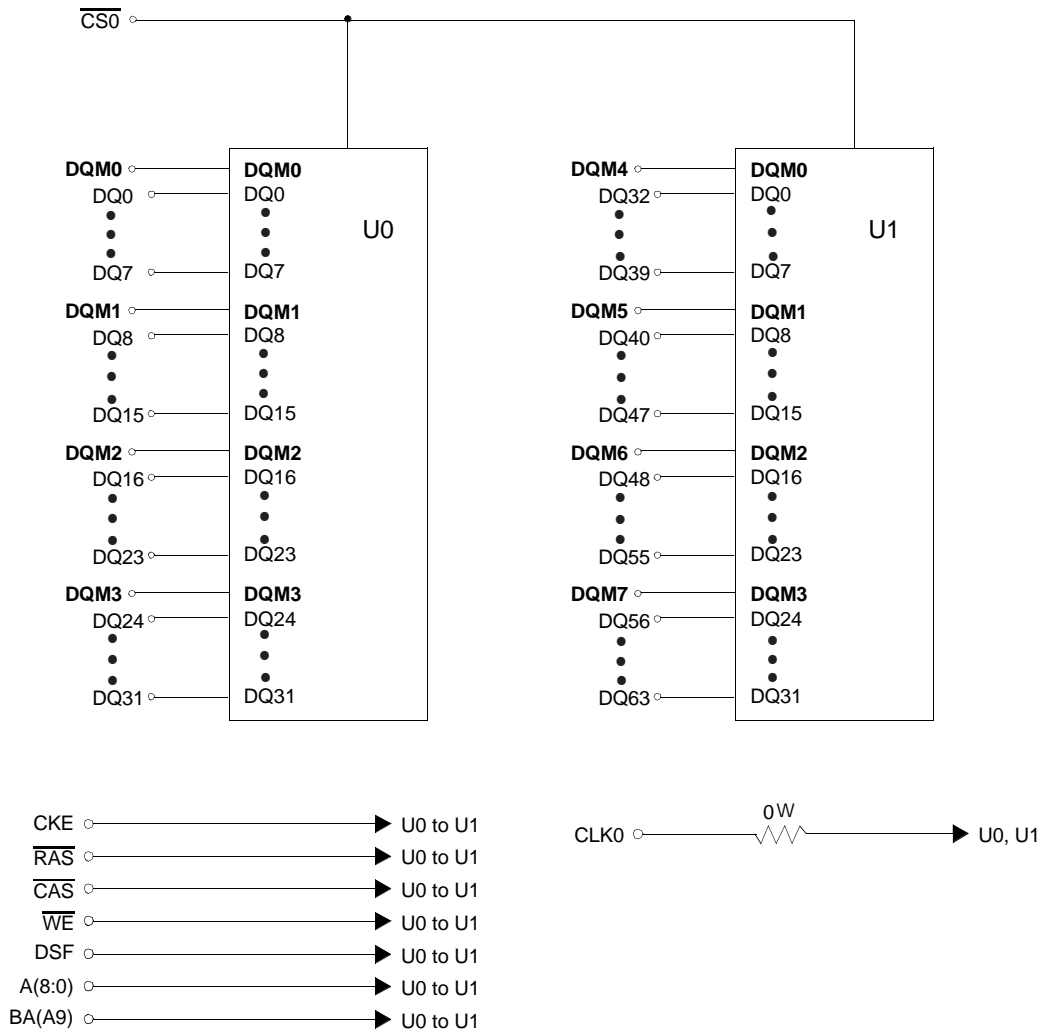 CS0
DQM0 DQM0
DQ0 DQ0
U0
DQ7 DQ7
DQM1 DQM1
DQ8 DQ8
DQ15 DQ15
DQM2 DQM2
DQ16 DQ16
DQ23 DQ23
DQM3 DQM3
DQ24 DQ24
DQ31 DQ31
DQM4 DQM0
DQ32 DQ0
U1
DQ39 DQ7
DQM5 DQM1
DQ40 DQ8
DQ47 DQ15
DQM6 DQM2
DQ48 DQ16
DQ55 DQ23
DQM7 DQM3
DQ56 DQ24
DQ63 DQ31
CKE U0 to U1
RAS U0 to U1
CAS U0 to U1
WE U0 to U1
DSF U0 to U1
A(8:0) U0 to U1
BA(A9) U0 to U1
0W
CLK0 U0, U1